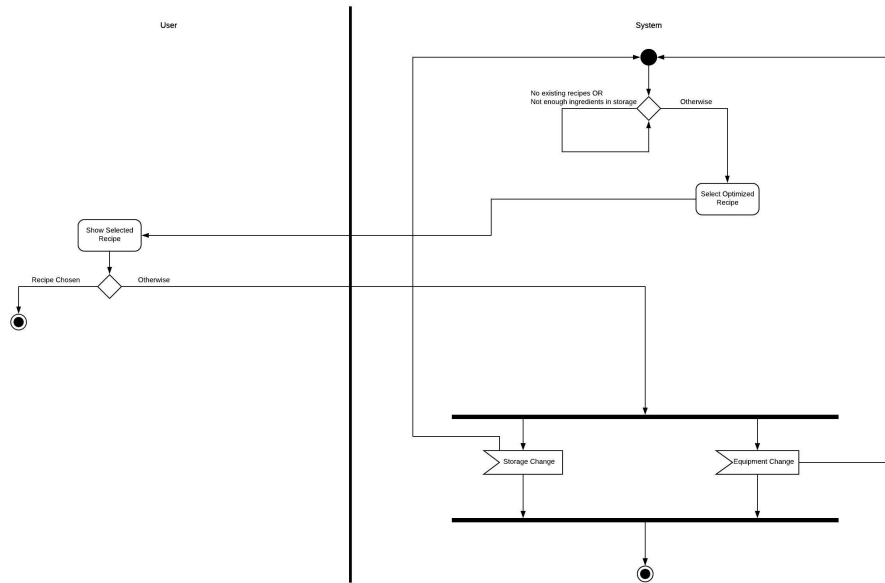 User
System
No existing recipes OR
Not enough ingredients in storage
Otherwise
Select Optimized
Recipe
Show Selected
Recipe
Recipe Chosen
Otherwise
Storage Change
Equipment Change